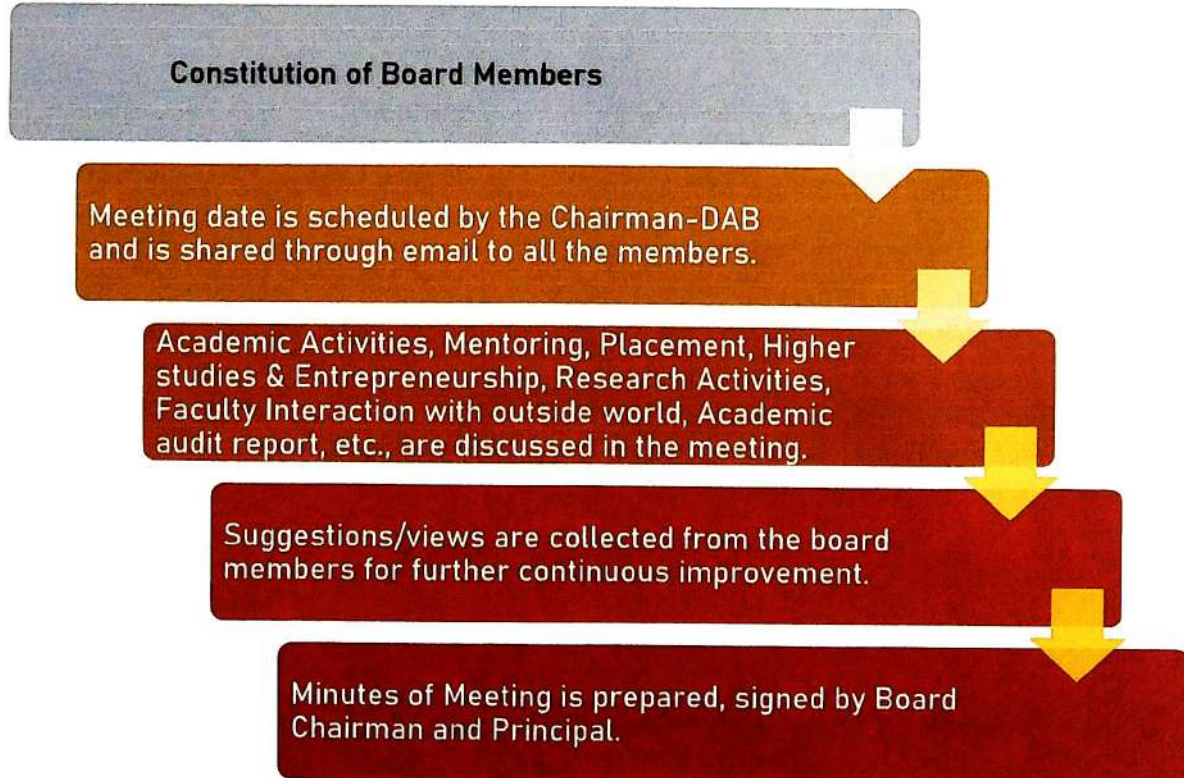 Constitution of Board Members
Meeting date is scheduled by the Chairman-DAB
and is shared through email to all the members.
Academic Activities, Mentoring, Placement, Higher
studies & Entrepreneurship, Research Activities,
Faculty Interaction with outside world, Academic
audit report, etc., are discussed in the meeting.
Suggestions/views are collected from the board
members for further continuous improvement.
Minutes of Meeting is prepared, signed by Board
Chairman and Principal.